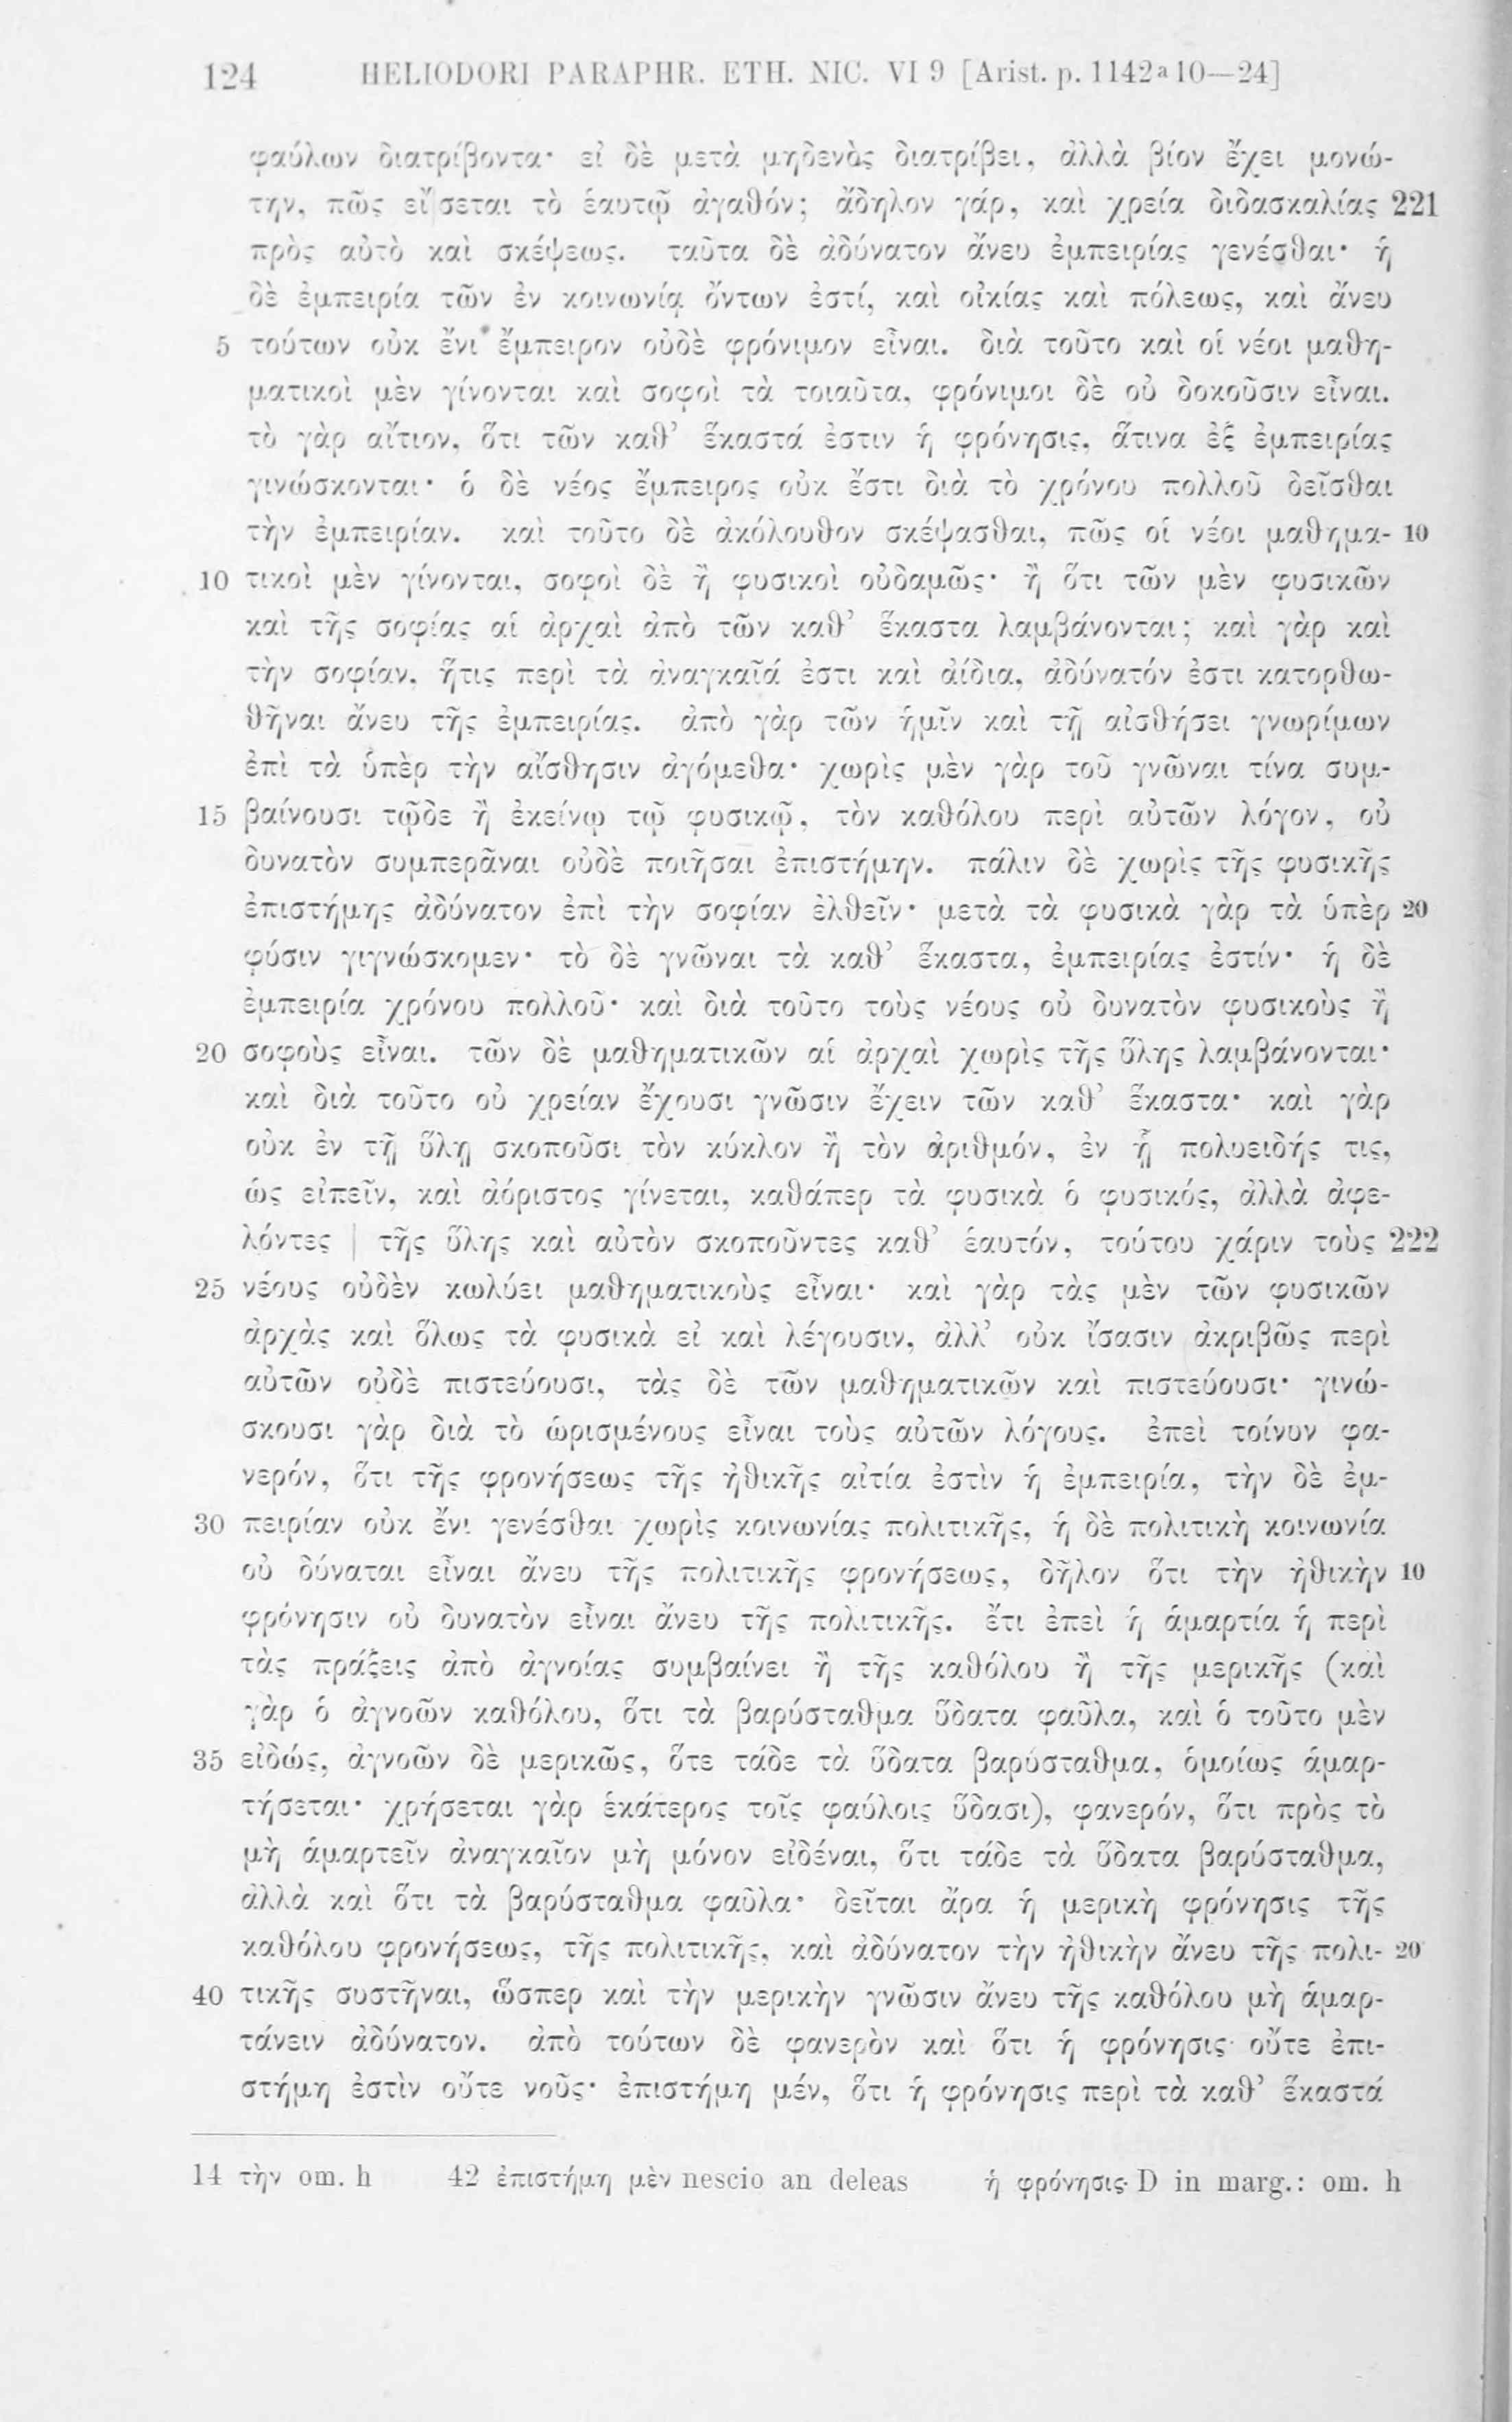 124 HELIODORI PARAPHR. ETH. NIC. VI 9 [Arist. p. 1142a 10—24]
φαύλων διατρίβοντα· εἰ δὲ μετὰ μηδενὸς διατρίβει, ἀλλὰ βίον ἔχει μονώ-
την, πῶς εἴ|σεται τὸ ἑαυτῷ ἀγαθόν; ἄδηλον γάρ, καὶ χρεία διδασκαλίας 221
πρὸς αὐτὸ καὶ σκέψεως. ταῦτα δὲ ἀδύνατον ἄνευ ἐμπειρίας γενέσθαι· ἡ
δὲ ἐμπειρία τῶν ἐν κοινωνίᾳ ὄντων ἐστί, καὶ οἰκίας καὶ πόλεως, καὶ ἄνευ
5 τούτων οὐκ ἔνι ἔμπειρον οὐδὲ φρόνιμον εἶναι. διὰ τοῦτο καὶ οἱ νέοι μαθη-
ματικοὶ μὲν γίνονται καὶ σοφοὶ τὰ τοιαῦτα, φρόνιμοι δὲ οὐ δοκοῦσιν εἶναι.
τὸ γὰρ αἴτιον, ὅτι τῶν καθ’ ἕκαστά ἐστιν ἡ φρόνησις, ἅτινα ἐξ ἐμπειρίας
γινώσκονται· ὁ δὲ νέος ἔμπειρος οὐκ ἔστι διὰ τὸ χρόνου πολλοῦ δεῖσθαι
τὴν ἐμπειρίαν. καὶ τοῦτο δὲ ἀκόλουθον σκέψασθαι, πῶς οἱ νέοι μαθημα- 10
10 τικοὶ μὲν γίνονται, σοφοὶ δὲ ἢ φυσικοὶ οὐδαμῶς· ἢ ὅτι τῶν μὲν φυσικῶν
καὶ τῆς σοφίας αἱ ἀρχαὶ ἀπὸ τῶν καθ’ ἕκαστα λαμβάνονται; καὶ γὰρ καὶ
τὴν σοφίαν, ἥτις περὶ τὰ ἀναγκαῖά ἐστι καὶ ἀίδια, ἀδύνατόν ἐστι κατορθω-
θῆναι ἄνευ τῆς ἐμπειρίας. ἀπὸ γὰρ τῶν ἡμῖν καὶ τῇ αἰσθήσει γνωρίμων
ἐπὶ τὰ ὑπὲρ τὴν αἴσθησιν ἀγόμεθα· χωρὶς μὲν γὰρ τοῦ γνῶναι τίνα συμ-
15 βαίνουσι τῷδε ἢ ἐκείνῳ τῷ φυσικῷ, τὸν καθόλου περὶ αὐτῶν λόγον, οὐ
δυνατὸν συμπερᾶναι οὐδὲ ποιῆσαι ἐπιστήμην. πάλιν δὲ χωρὶς τῆς φυσικῆς
ἐπιστήμης ἀδύνατον ἐπὶ τὴν σοφίαν ἐλθεῖν· μετὰ τὰ φυσικὰ γὰρ τὰ ὑπὲρ 20
φύσιν γιγνώσκομεν· τὸ δὲ γνῶναι τὰ καθ’ ἕκαστα, ἐμπειρίας ἐστίν· ἡ δὲ
ἐμπειρία χρόνου πολλοῦ· καὶ διὰ τοῦτο τοὺς νέους οὐ δυνατὸν φυσικοὺς ἢ
20 σοφοὺς εἶναι. τῶν δὲ μαθηματικῶν αἱ ἀρχαὶ χωρὶς τῆς ὕλης λαμβάνονται·
καὶ διὰ τοῦτο οὐ χρείαν ἔχουσι γνῶσιν ἔχειν τῶν καθ’ ἕκαστα· καὶ γὰρ
οὐκ ἐν τῇ ὕλῃ σκοποῦσι τὸν κύκλον ἢ τὸν ἀριθμόν, ἐν ᾗ πολυειδής τις,
ὡς εἰπεῖν, καὶ ἀόριστος γίνεται, καθάπερ τὰ φυσικὰ ὁ φυσικός, ἀλλὰ ἀφε-
λόντες | τῆς ὕλης καὶ αὐτὸν σκοποῦντες καθ’ ἑαυτόν, τούτου χάριν τοὺς 222
25 νέους οὐδὲν κωλύει μαθηματικοὺς εἶναι· καὶ γὰρ τὰς μὲν τῶν φυσικῶν
ἀρχὰς καὶ ὅλως τὰ φυσικὰ εἰ καὶ λέγουσιν, ἀλλ’ οὐκ ἴσασιν ἀκριβῶς περὶ
αὐτῶν οὐδὲ πιστεύουσι, τὰς δὲ τῶν μαθηματικῶν καὶ πιστεύουσι· γινώ-
σκουσι γὰρ διὰ τὸ ὡρισμένους εἶναι τοὺς αὐτῶν λόγους. ἐπεὶ τοίνυν φα-
νερόν, ὅτι τῆς φρονήσεως τῆς ἠθικῆς αἰτία ἐστὶν ἡ ἐμπειρία, τὴν δὲ ἐμ-
30 πειρίαν οὐκ ἔνι γενέσθαι χωρὶς κοινωνίας πολιτικῆς, ἡ δὲ πολιτικὴ κοινωνία
οὐ δύναται εἶναι ἄνευ τῆς πολιτικῆς φρονήσεως, δῆλον ὅτι τὴν ἠθικὴν 10
φρόνησιν οὐ δυνατὸν εἶναι ἄνευ τῆς πολιτικῆς. ἔτι ἐπεὶ ἡ ἁμαρτία ἡ περὶ
τὰς πράξεις ἀπὸ ἀγνοίας συμβαίνει ἢ τῆς καθόλου ἢ τῆς μερικῆς (καὶ
γὰρ ὁ ἀγνοῶν καθόλου, ὅτι τὰ βαρύσταθμα ὕδατα φαῦλα, καὶ ὁ τοῦτο μὲν
35 εἰδώς, ἀγνοῶν δὲ μερικῶς, ὅτε τάδε τὰ ὕδατα βαρύσταθμα, ὁμοίως ἁμαρ-
τήσεται· χρήσεται γὰρ ἑκάτερος τοῖς φαύλοις ὕδασι), φανερόν, ὅτι πρὸς τὸ
μὴ ἁμαρτεῖν ἀναγκαῖον μὴ μόνον εἰδέναι, ὅτι τάδε τὰ ὕδατα βαρύσταθμα,
ἀλλὰ καὶ ὅτι τὰ βαρύσταθμα φαῦλα· δεῖται ἄρα ἡ μερικὴ φρόνησις τῆς
καθόλου φρονήσεως, τῆς πολιτικῆς, καὶ ἀδύνατον τὴν ἠθικὴν ἄνευ τῆς πολι- 20
40 τικῆς συστῆναι, ὥσπερ καὶ τὴν μερικὴν γνῶσιν ἄνευ τῆς καθόλου μὴ ἁμαρ-
τάνειν ἀδύνατον. ἀπὸ τούτων δὲ φανερὸν καὶ ὅτι ἡ φρόνησις οὔτε ἐπι-
στήμη ἐστὶν οὔτε νοῦς· ἐπιστήμη μέν, ὅτι ἡ φρόνησις περὶ τὰ καθ’ ἕκαστά
14 τὴν om. h 42 ἐπιστήμη μὲν nescio an deleas ἡ φρόνησις D in marg.: om. h